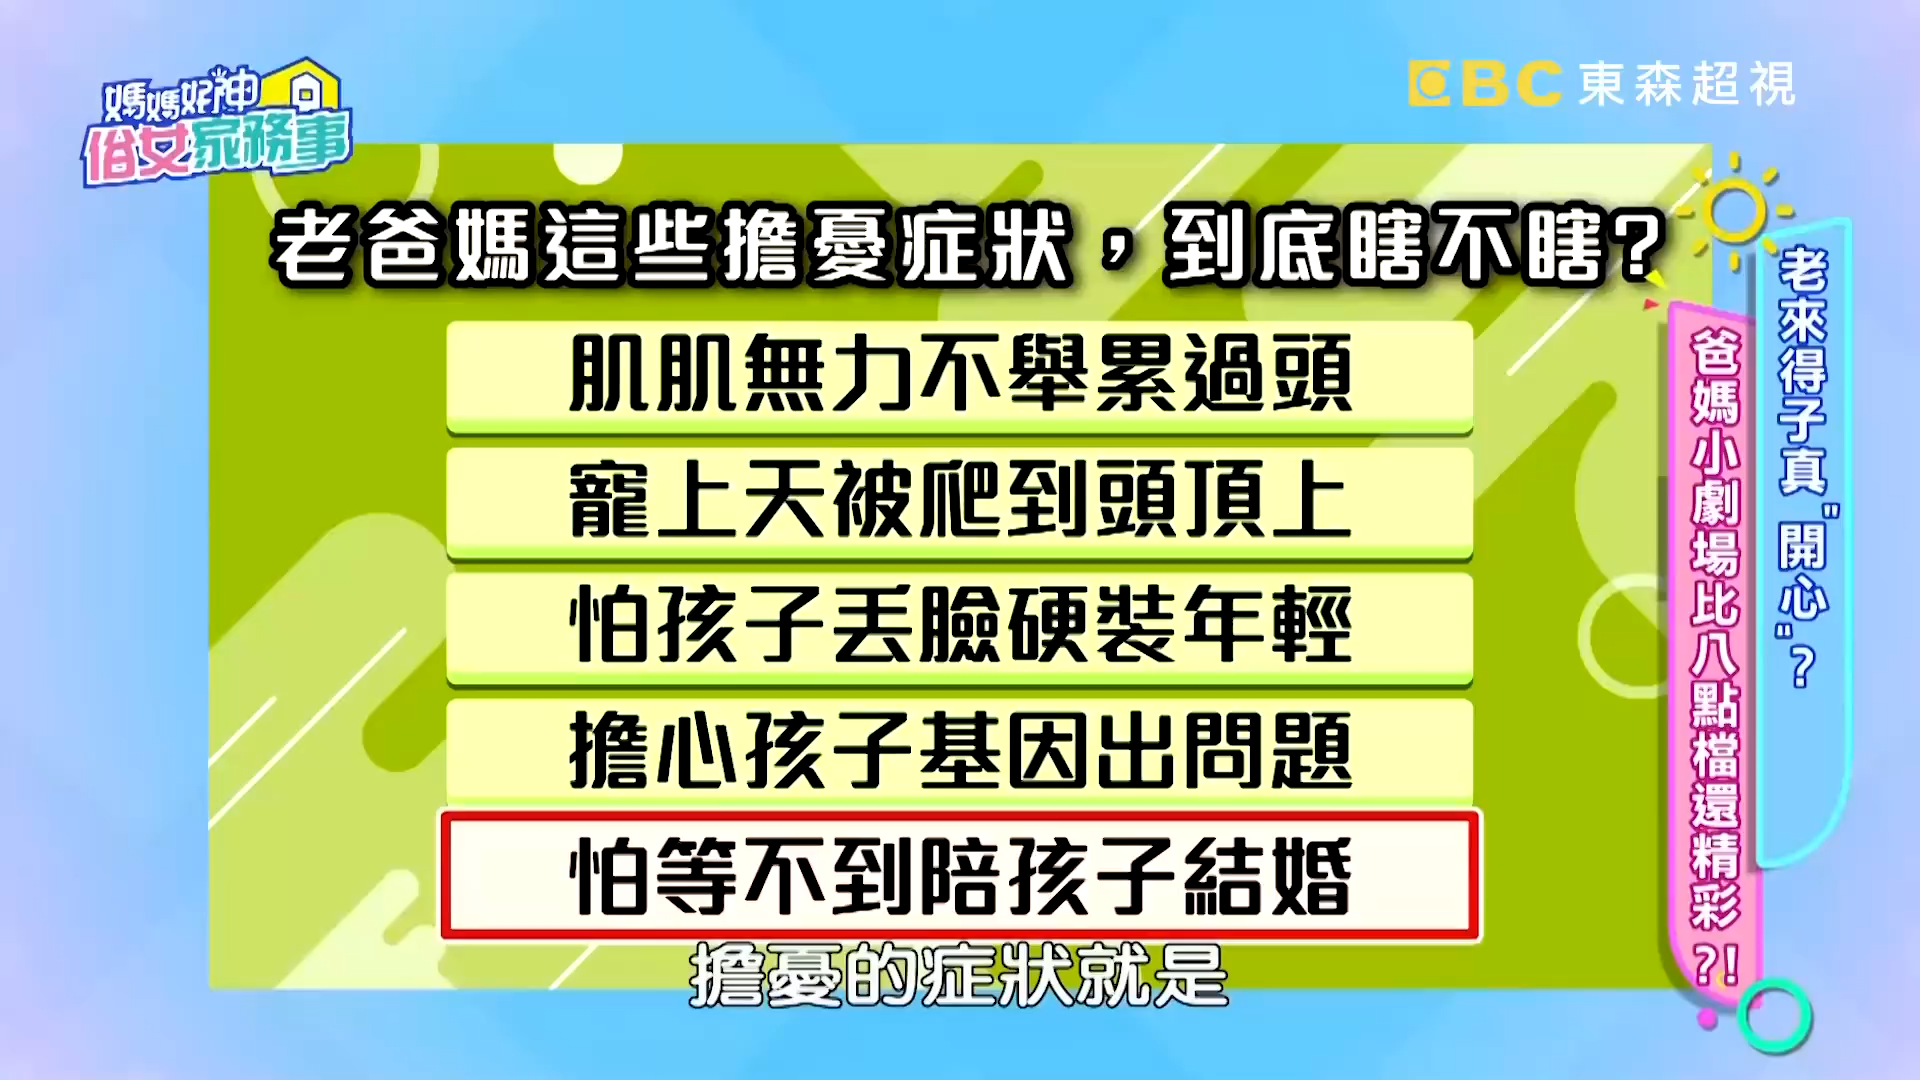 媽媽好神
俗女家務事
EBC 東森超視
老爸媽這些擔憂症狀，到底瞎不瞎?
肌肌無力不舉累過頭
寵上天被爬到頭頂上
怕孩子丟臉硬裝年輕
擔心孩子基因出問題
怕等不到陪孩子結婚
擔憂的症狀就是
老來得子真"開心"?
爸媽小劇場比八點檔還精彩?!